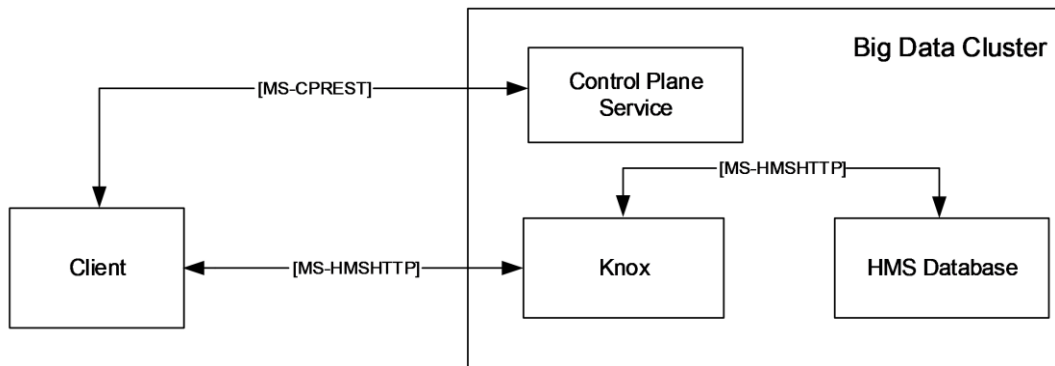 Big Data Cluster
[MS-CPREST]
Control Plane
Service
[MS-HMSHTTP]
Client
[MS-HMSHTTP]
Knox
HMS Database